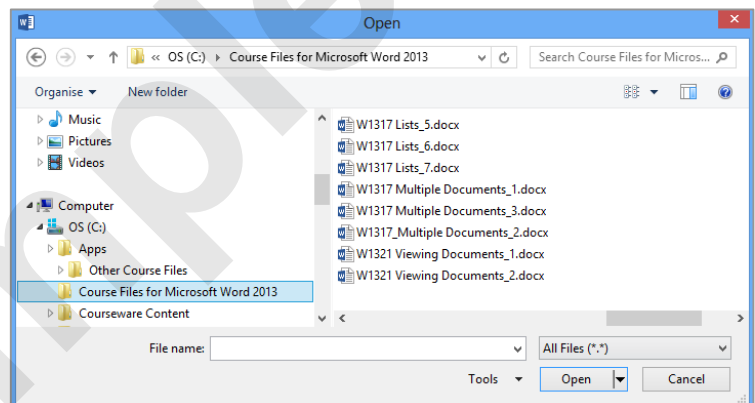 Open
« OS (C:) Course Files for Microsoft Word 2013
Search Course Files for Micros...
Organise New folder
Music
Pictures
Videos
Computer
OS (C:)
Apps
Other Course Files
Course Files for Microsoft Word 2013
Courseware Content
W1317 Lists_5.docx
W1317 Lists_6.docx
W1317 Lists_7.docx
W1317 Multiple Documents_1.docx
W1317 Multiple Documents_3.docx
W1317_Multiple Documents_2.docx
W1321 Viewing Documents_1.docx
W1321 Viewing Documents_2.docx
File name:
All Files (*.*)
Tools Open Cancel